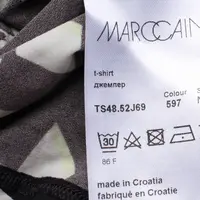 MARCCAIN
t-shirt
джемпер
Colour
TS48.52J69 597
30
86 F
made in Croatia
fabriqué en Croatie